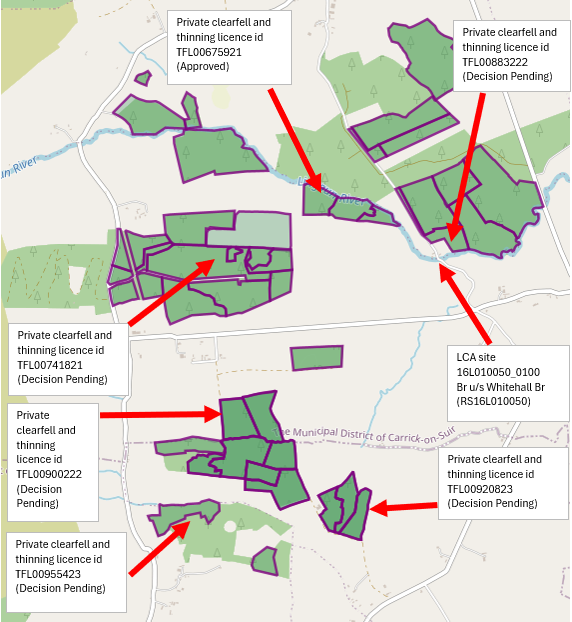 Private clearfell and
thinning licence id
TFL00675921
(Approved)
Private clearfell and
thinning licence id
TFL00883222
(Decision Pending)
un River
River
Private clearfell and
thinning licence id
TFL00741821
(Decision Pending)
LCA site
16L010050_0100
Br u/s Whitehall Br
(RS16L010050)
Private
clearfell and
thinning
licence id
TFL00900222
(Decision
Pending)
The Municipal District of Carrick-on-Suir
Private clearfell and
thinning licence id
TFL00920823
(Decision Pending)
Private clearfell and
thinning licence id
TFL00955423
(Decision Pending)